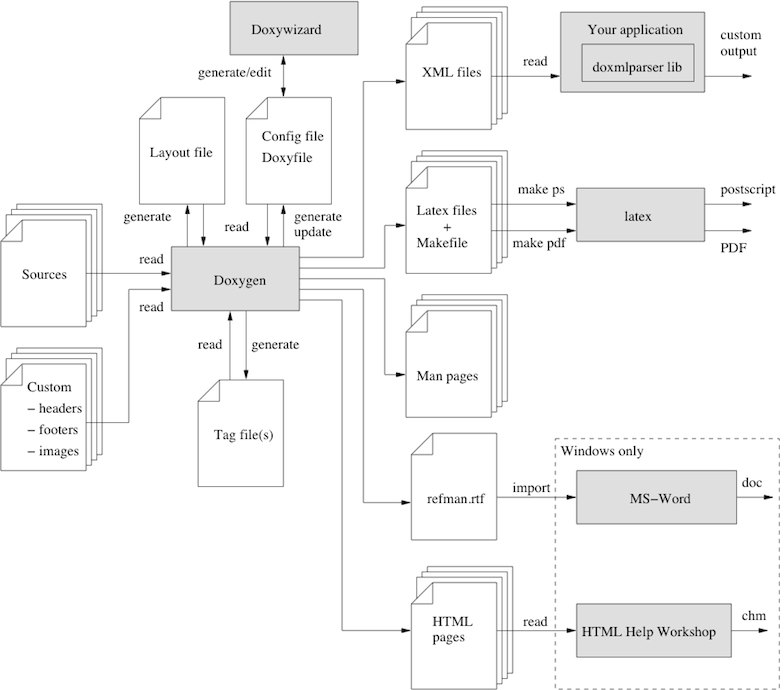 Doxywizard
generate/edit
Layout file
Config file
Doxyfile
generate
read
generate
update
Sources
read
Doxygen
read
Custom
− headers
− footers
− images
read
generate
Tag file(s)
XML files
read
Your application
doxmlparser lib
custom
output
Latex files
+
Makefile
make ps
make pdf
latex
postscript
PDF
Man pages
refman.rtf
import
Windows only
MS−Word
doc
HTML
pages
read
HTML Help Workshop
chm